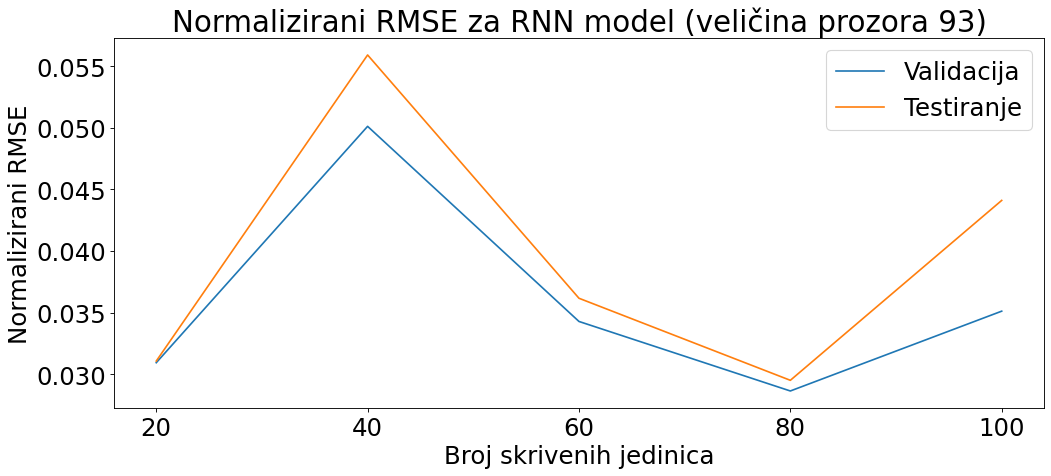 Normalizirani RMSE za RNN model (veličina prozora 93)
Normalizirani RMSE
0.055
0.050
0.045
0.040
0.035
0.030
Validacija
Testiranje
20 40 60 80 100
Broj skrivenih jedinica